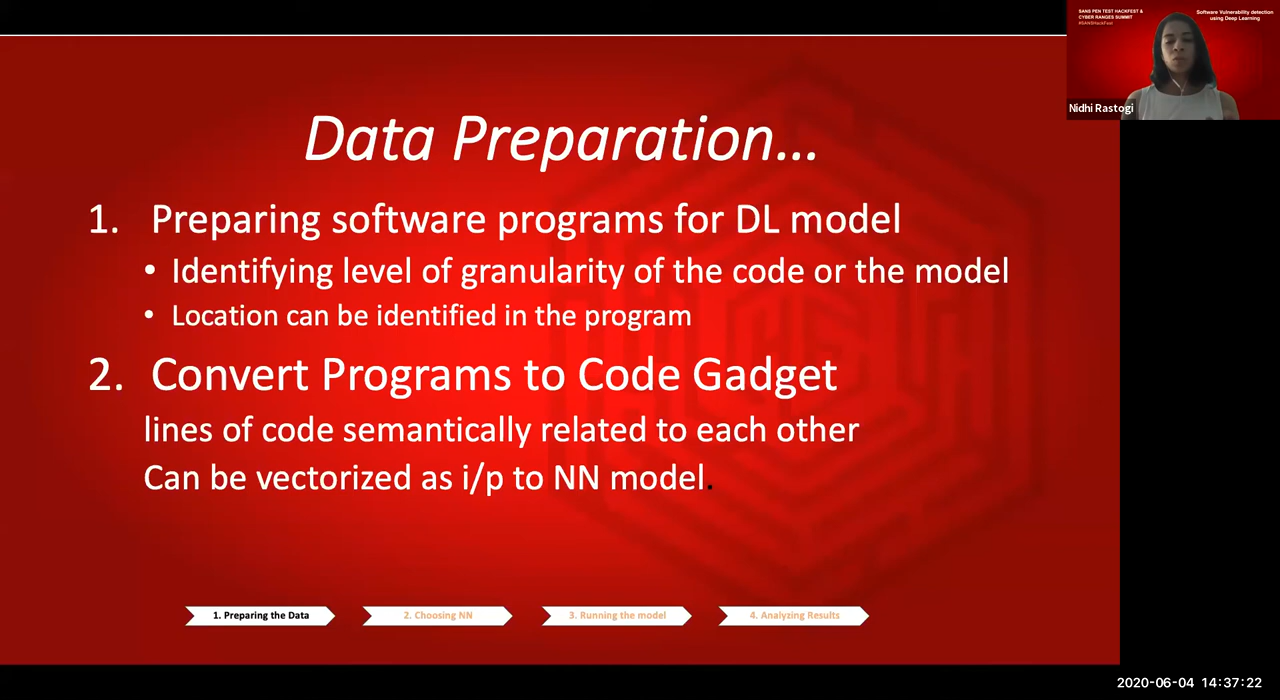 SANS PEN TEST HACKFEST &
CYBER RANGES SUMMIT
#SANSHackFest
Software Vulnerability detection
using Deep Learning
Nidhi Rastogi
Data Preparation...
1. Preparing software programs for DL model
• Identifying level of granularity of the code or the model
• Location can be identified in the program
2. Convert Programs to Code Gadget
lines of code semantically related to each other
Can be vectorized as i/p to NN model.
1. Preparing the Data
2. Choosing NN
3. Running the model
4. Analyzing Results
2020-06-04 14:37:22